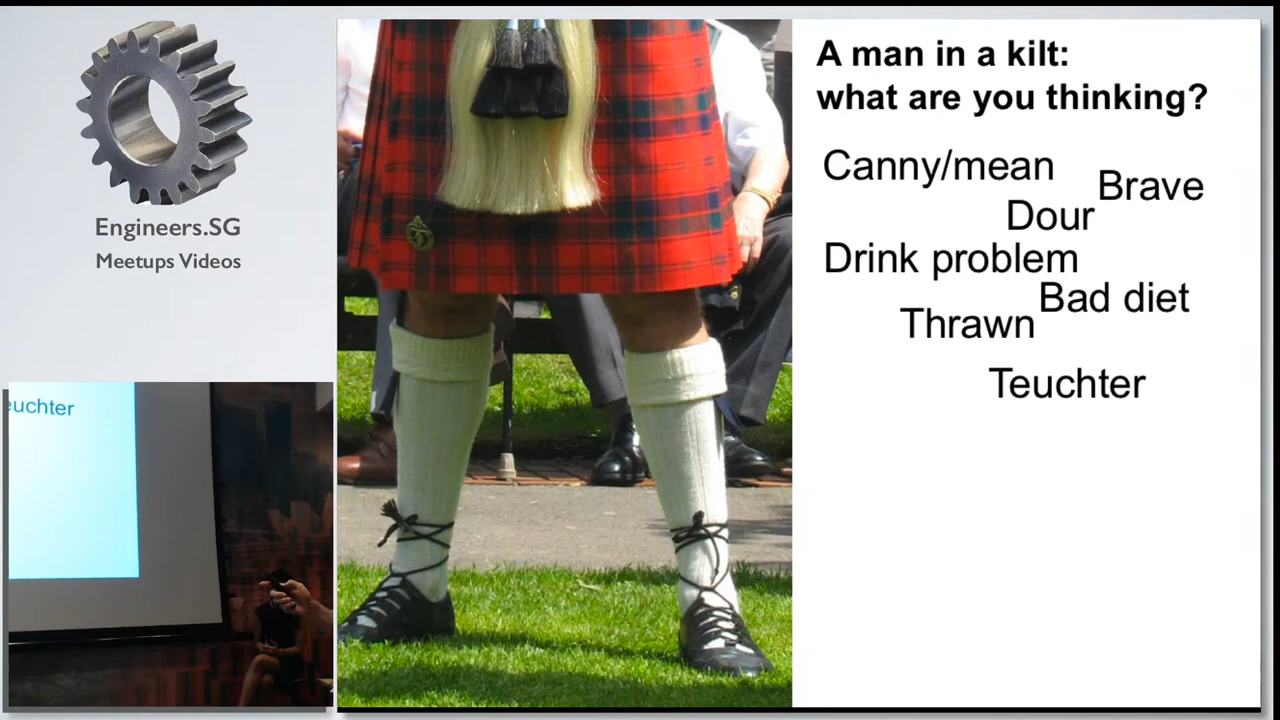 Engineers.SG
Meetups Videos
euchter
A man in a kilt:
what are you thinking?
Canny/mean
Brave
Dour
Drink problem
Bad diet
Thrawn
Teuchter